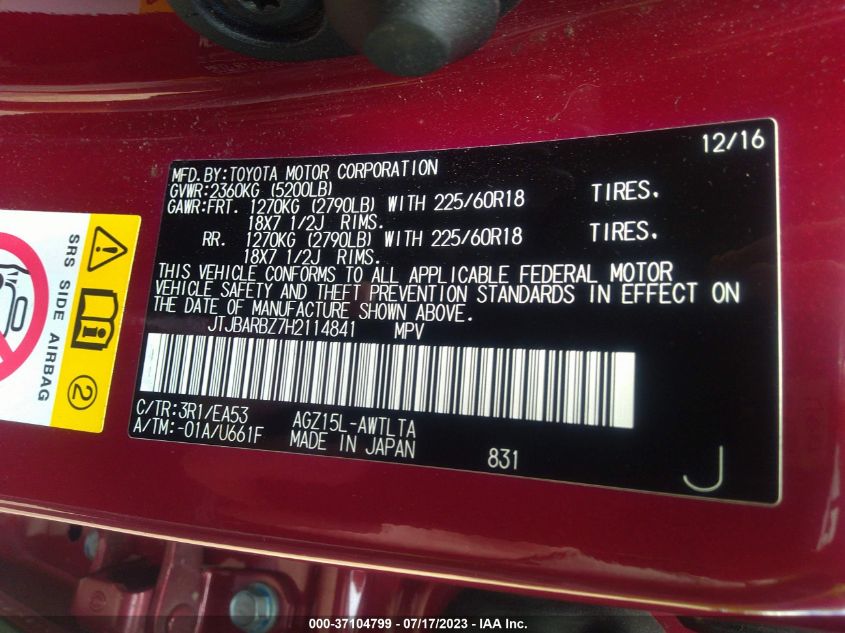 12/16
MFD.BY:TOYOTA MOTOR CORPORATION
GVWR:2360KG (5200LB)
GAWR:FRT. 1270KG (2790LB) WITH 225/60R18 TIRES.
18X7 1/2J RIMS.
RR. 1270KG (2790LB) WITH 225/60R18 TIRES.
18X7 1/2J RIMS.
THIS VEHICLE CONFORMS TO ALL APPLICABLE FEDERAL MOTOR
VEHICLE SAFETY AND THEFT PREVENTION STANDARDS IN EFFECT ON
THE DATE OF MANUFACTURE SHOWN ABOVE.
JTJBARBZ7H2114841 MPV
C/TR:3R1/EA53 AGZ15L-AWTLTA
A/TM:-01A/U661F MADE IN JAPAN 831
J
SRS SIDE AIRBAG
2
000-37104799 - 07/17/2023 - IAA Inc.